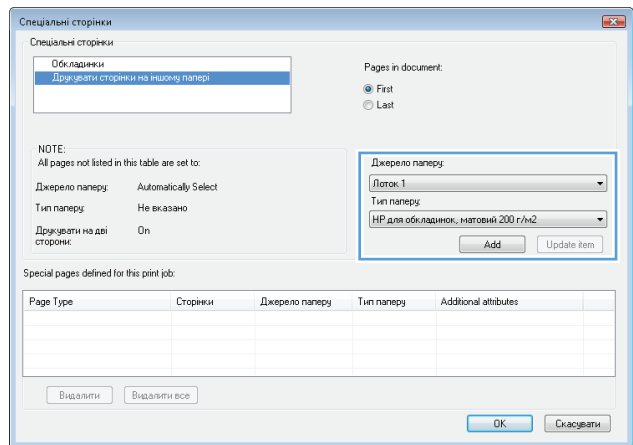 Спеціальні сторінки
Спеціальні сторінки
Обкладинки
Друкувати сторінки на іншому папері
Pages in document:
First
Last
NOTE:
All pages not listed in this table are set to:
Джерело паперу: Automatically Select
Тип паперу: Не вказано
Друкувати на дві сторони: On
Джерело паперу:
Лоток 1
Тип паперу:
HP для обкладинок, матовий 200 г/м2
Add Update item
Special pages defined for this print job:
Page Type Сторінки Джерело паперу Тип паперу Additional attributes
Видалити Видалити все
OK Скасувати